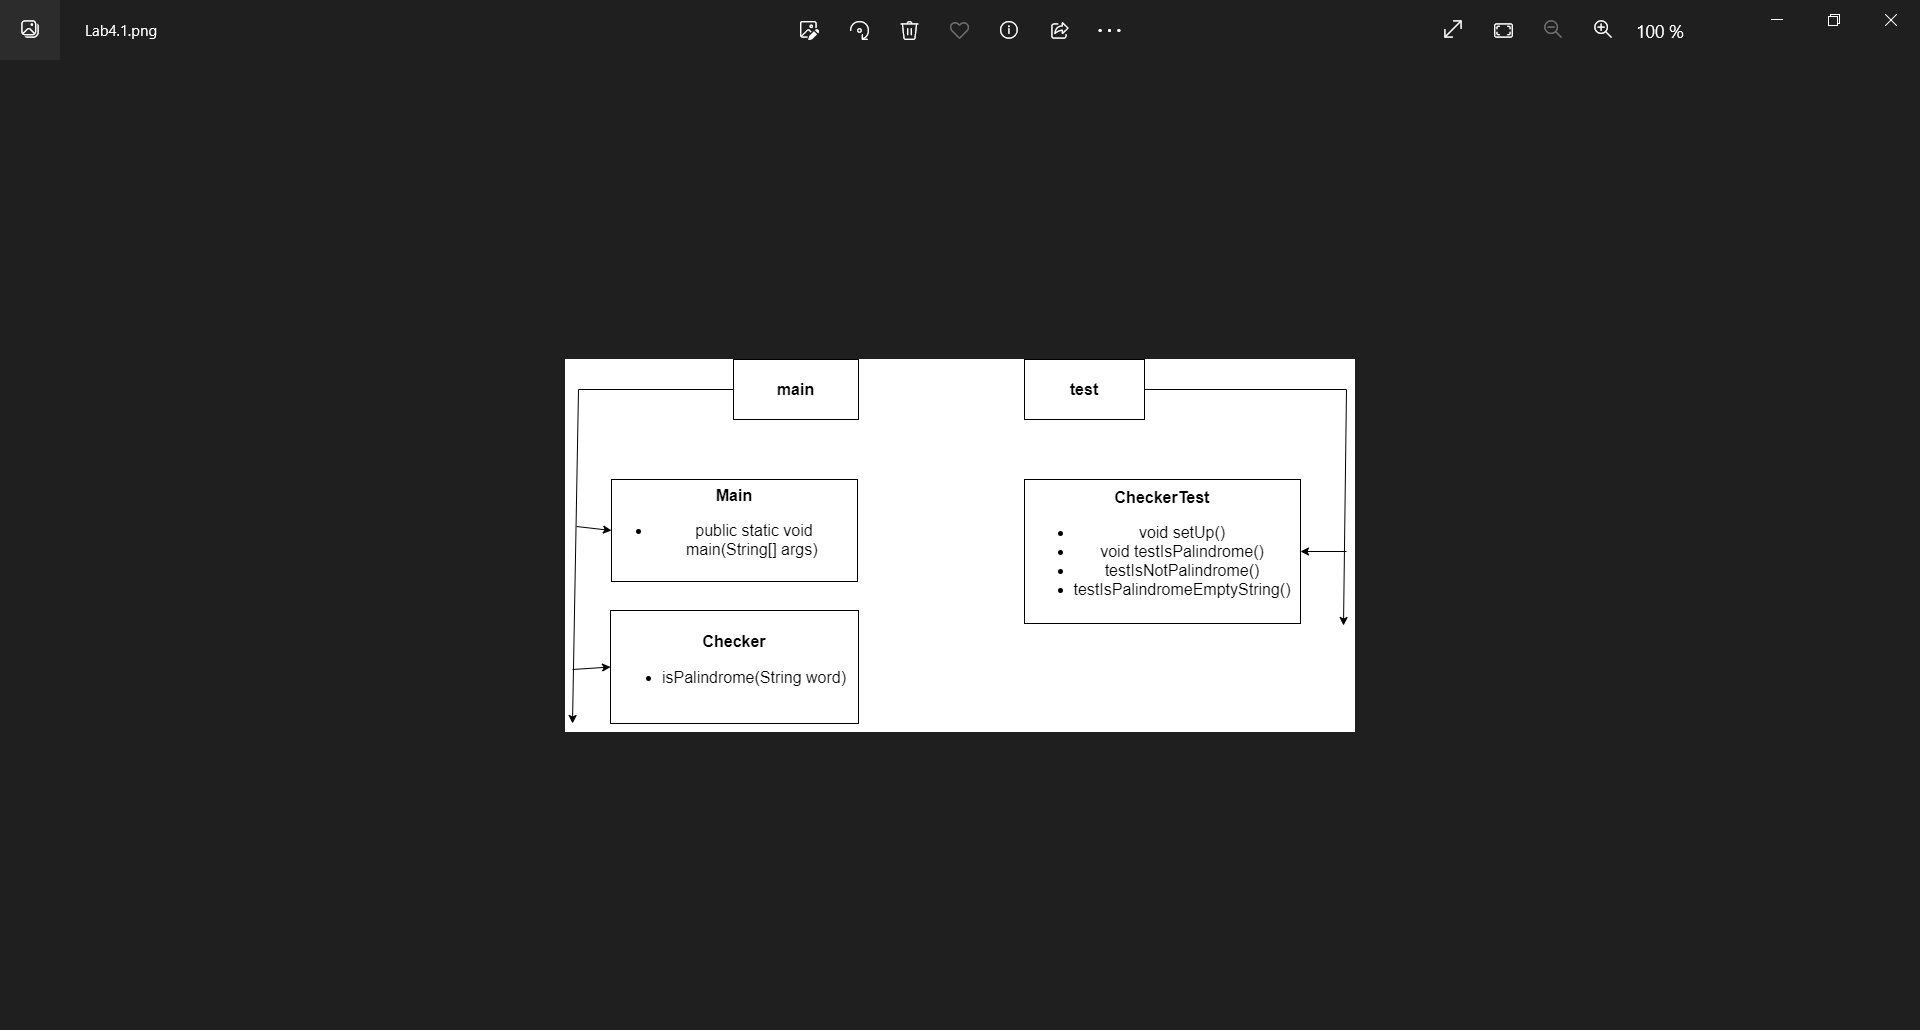 Lab4.1.png
100 %
main
test
Main
• public static void
main(String[] args)
Checker
• isPalindrome(String word)
CheckerTest
• void setUp()
• void testIsPalindrome()
• testIsNotPalindrome()
• testIsPalindromeEmptyString()